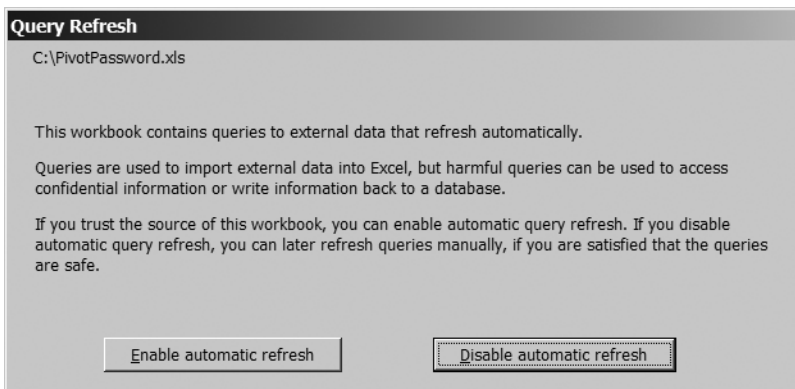 Query Refresh
C:\PivotPassword.xls
This workbook contains queries to external data that refresh automatically.
Queries are used to import external data into Excel, but harmful queries can be used to access
confidential information or write information back to a database.
If you trust the source of this workbook, you can enable automatic query refresh. If you disable
automatic query refresh, you can later refresh queries manually, if you are satisfied that the queries
are safe.
Enable automatic refresh
Disable automatic refresh